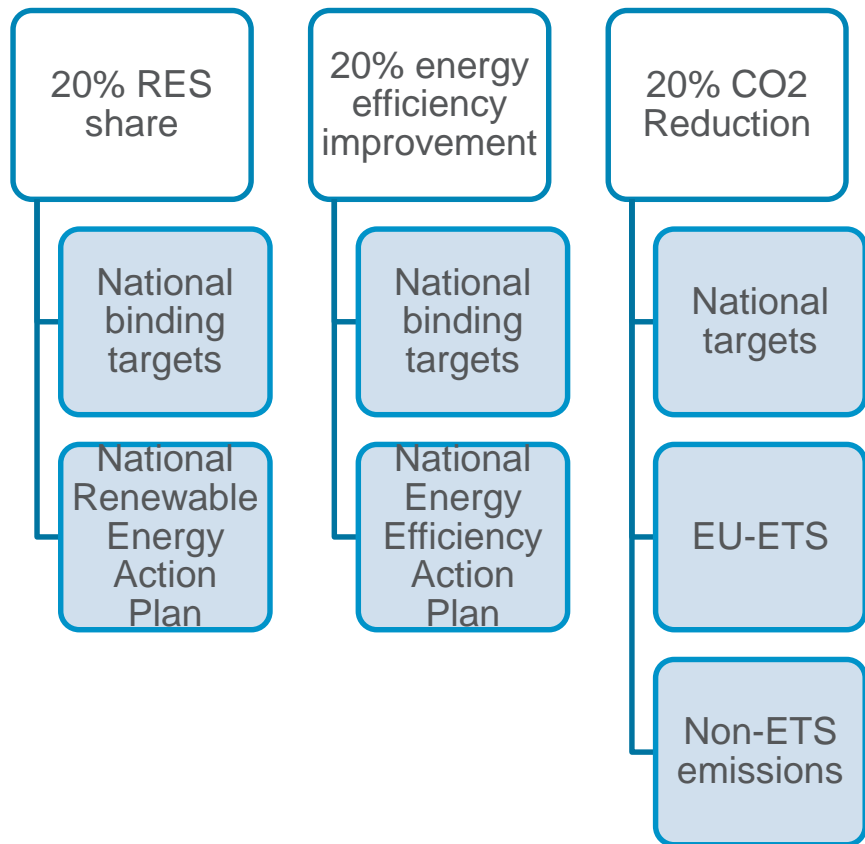 20% RES
share
National
binding
targets
National
Renewable
Energy
Action
Plan
20% energy
efficiency
improvement
National
binding
targets
National
Energy
Efficiency
Action
Plan
20% CO2
Reduction
National
targets
EU-ETS
Non-ETS
emissions